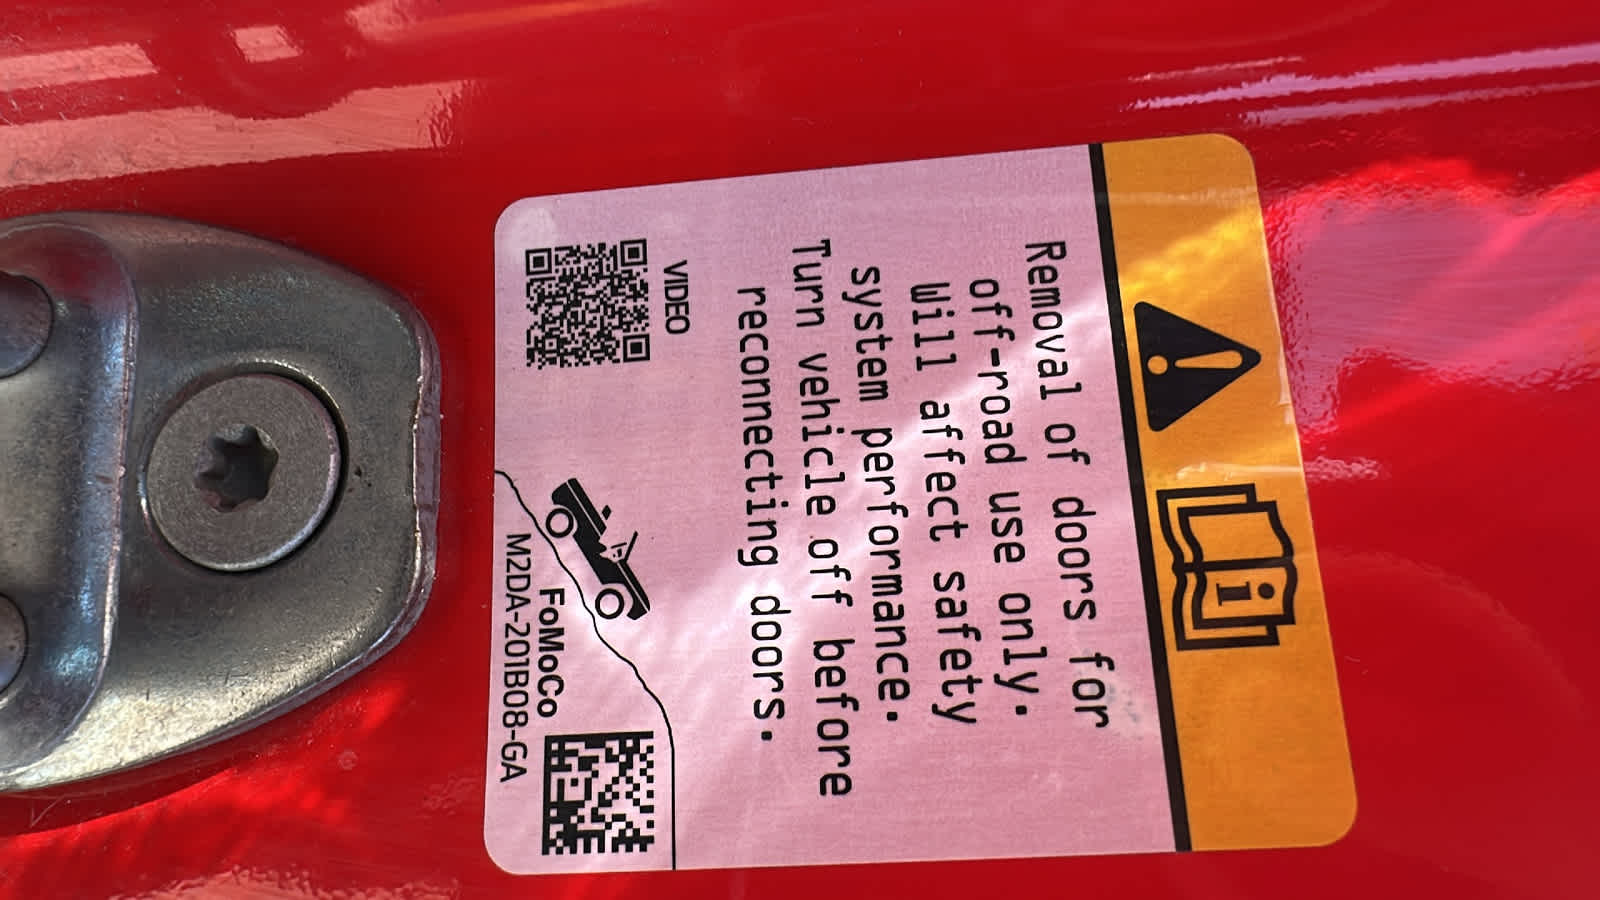 Removal of doors for
off-road use only.
Will affect safety
system performance.
Turn vehicle off before
reconnecting doors.
VIDEO
FoMoCo
M2DA-201B08-GA